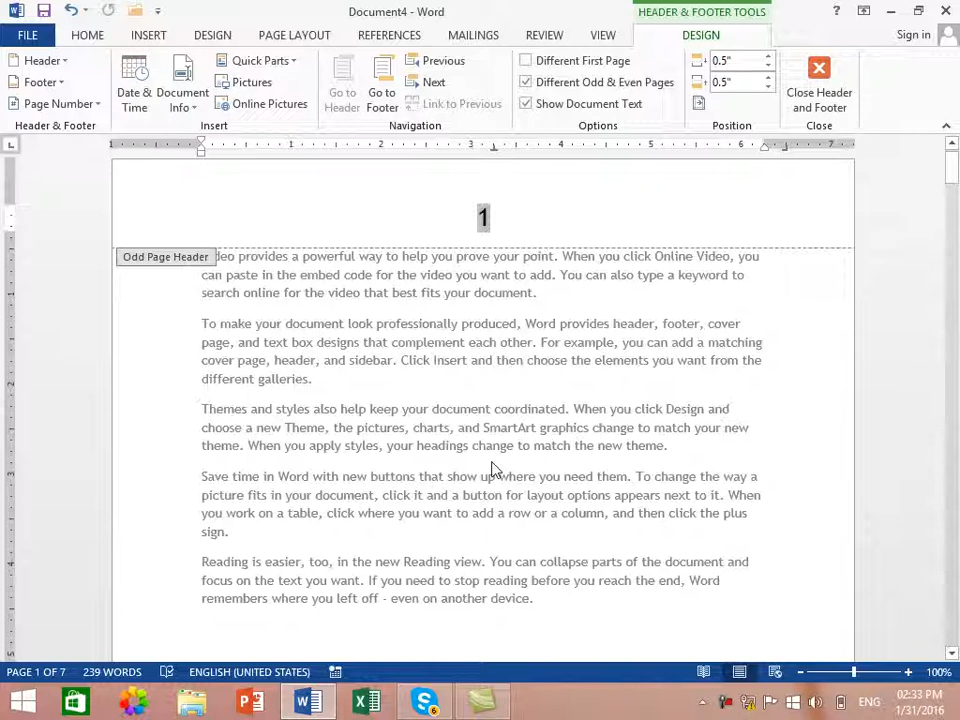 Document4 - Word
HEADER & FOOTER TOOLS
?
FILE
HOME
INSERT
DESIGN
PAGE LAYOUT
REFERENCES
MAILINGS
REVIEW
VIEW
DESIGN
Sign in
Header
Footer
Page Number
Header & Footer
Date & Time
Document Info
Quick Parts
Pictures
Online Pictures
Insert
Go to Header
Go to Footer
Previous
Next
Link to Previous
Navigation
Different First Page
Different Odd & Even Pages
Show Document Text
Options
0.5"
0.5"
Position
Close Header and Footer
Close
1 1 2 3 4 5 6 7
1
Odd Page Header
deo provides a powerful way to help you prove your point. When you click Online Video, you
can paste in the embed code for the video you want to add. You can also type a keyword to
search online for the video that best fits your document.
To make your document look professionally produced, Word provides header, footer, cover
page, and text box designs that complement each other. For example, you can add a matching
cover page, header, and sidebar. Click Insert and then choose the elements you want from the
different galleries.
Themes and styles also help keep your document coordinated. When you click Design and
choose a new Theme, the pictures, charts, and SmartArt graphics change to match your new
theme. When you apply styles, your headings change to match the new theme.
Save time in Word with new buttons that show up where you need them. To change the way a
picture fits in your document, click it and a button for layout options appears next to it. When
you work on a table, click where you want to add a row or a column, and then click the plus
sign.
Reading is easier, too, in the new Reading view. You can collapse parts of the document and
focus on the text you want. If you need to stop reading before you reach the end, Word
remembers where you left off - even on another device.
PAGE 1 OF 7
239 WORDS
ENGLISH (UNITED STATES)
100%
ENG
02:33 PM
1/31/2016